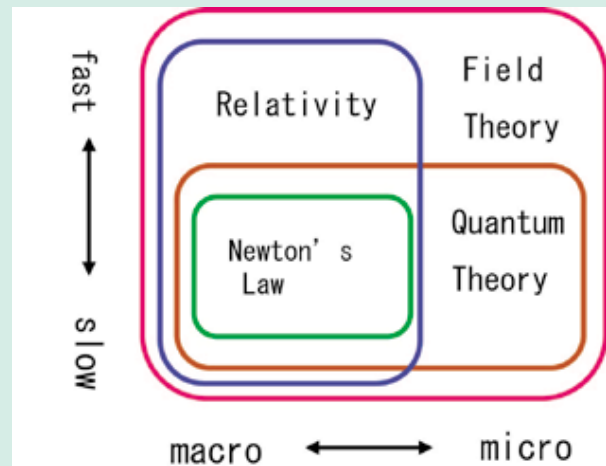 fast
slow
Relativity
Field
Theory
Newton's
Law
Quantum
Theory
macro
micro